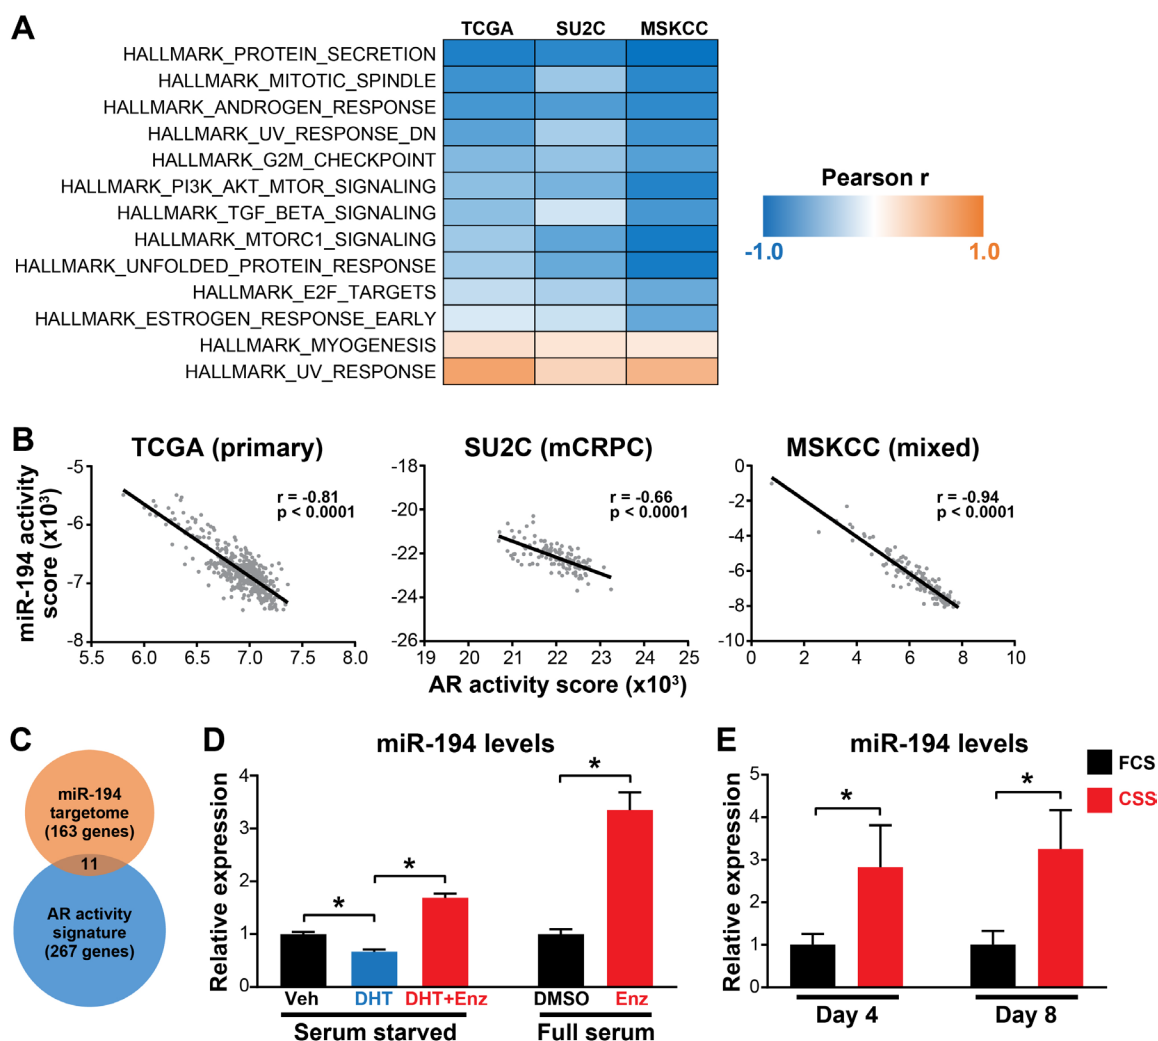 A
TCGA SU2C MSKCC
HALLMARK_PROTEIN_SECRETION
HALLMARK_MITOTIC_SPINDLE
HALLMARK_ANDROGEN_RESPONSE
HALLMARK_UV_RESPONSE_DN
HALLMARK_G2M_CHECKPOINT
HALLMARK_PI3K_AKT_MTOR_SIGNALING
HALLMARK_TGF_BETA_SIGNALING
HALLMARK_MTORC1_SIGNALING
HALLMARK_UNFOLDED_PROTEIN_RESPONSE
HALLMARK_E2F_TARGETS
HALLMARK_ESTROGEN_RESPONSE_EARLY
HALLMARK_MYOGENESIS
HALLMARK_UV_RESPONSE
Pearson r
-1.0 1.0
B
miR-194 activity
score (x10³)
TCGA (primary)
r = -0.81
p < 0.0001
-5
-6
-7
-8
5.5 6.0 6.5 7.0 7.5 8.0
SU2C (mCRPC)
r = -0.66
p < 0.0001
-18
-20
-22
-24
-26
19 20 21 22 23 24 25
MSKCC (mixed)
r = -0.94
p < 0.0001
0
-2
-4
-6
-8
-10
0 2 4 6 8 10
AR activity score (x10³)
C
miR-194
targetome
(163 genes)
11
AR activity
signature
(267 genes)
D
miR-194 levels
Relative expression
4
3
2
1
0
* * *
Veh DHT DHT+Enz DMSO Enz
Serum starved Full serum
E
miR-194 levels
Relative expression
5
4
3
2
1
0
* *
Day 4 Day 8
FCS
CSS